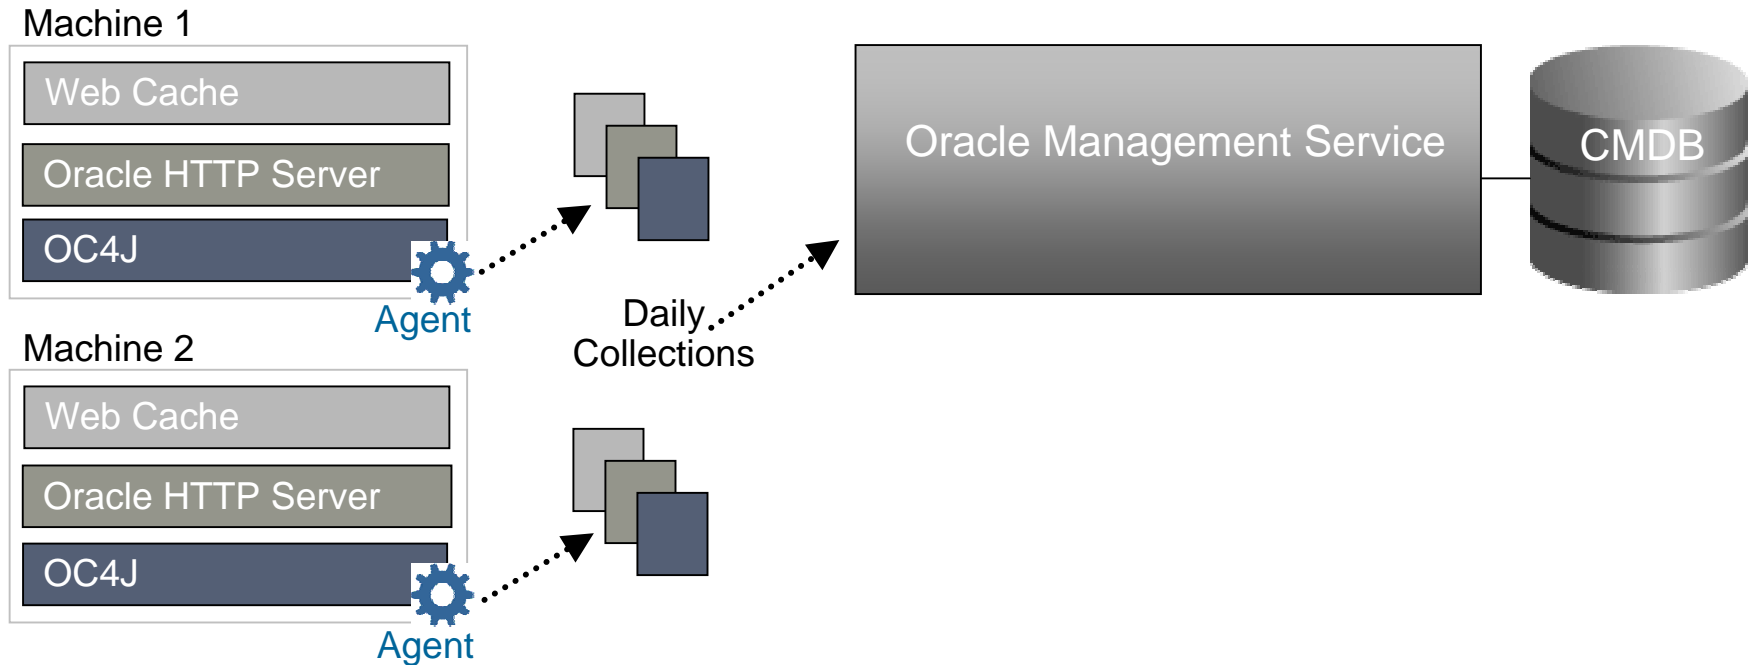 Machine 1
Web Cache
Oracle HTTP Server
OC4J
Agent
Machine 2
Web Cache
Oracle HTTP Server
OC4J
Agent
Daily
Collections
Oracle Management Service
CMDB